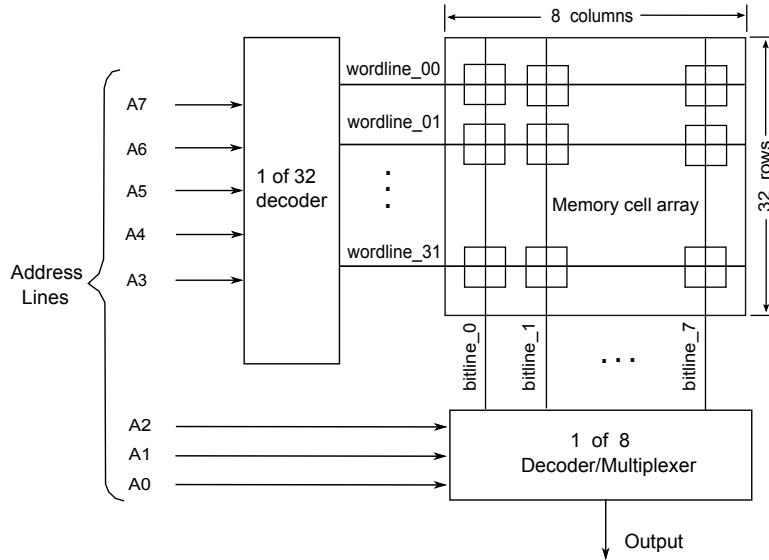 8 columns
wordline_00
A7
wordline_01
A6
1 of 32
decoder
A5
32 rows
Memory cell array
A4
wordline_31
Address
Lines
A3
bitline_0
bitline_1
bitline_7
A2
1 of 8
Decoder/Multiplexer
A1
A0
Output